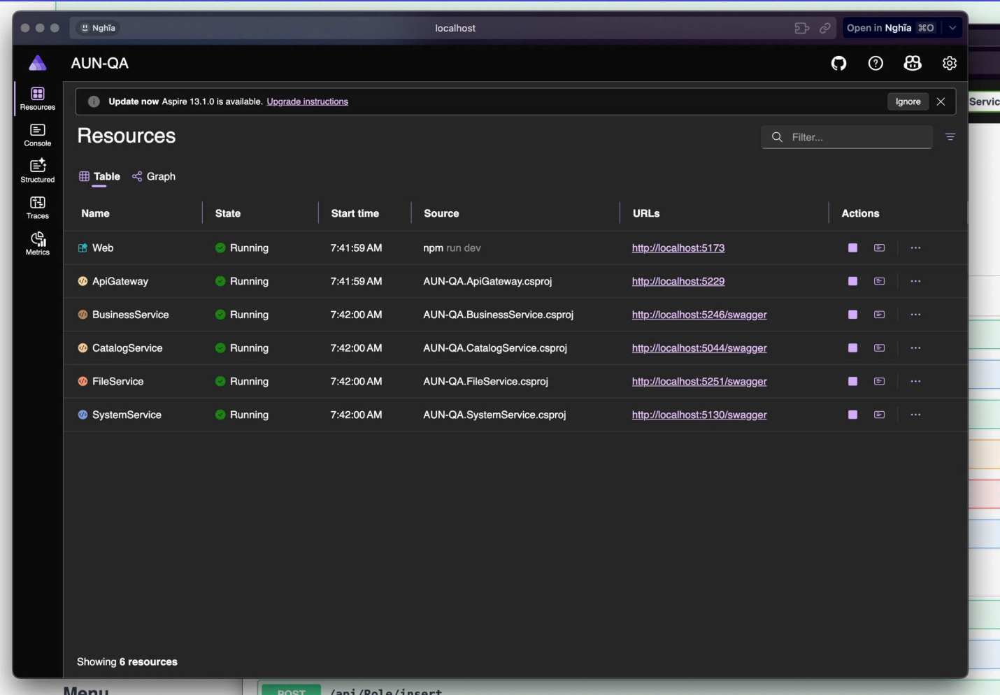 Nghĩa
localhost
Open in Nghĩa ⌘O
AUN-QA
Update now Aspire 13.1.0 is available. Upgrade instructions
Ignore
Servic
Resources
Console
Structured
Traces
Metrics
Resources
Filter...
Table Graph
Name State Start time Source URLs Actions
Web Running 7:41:59 AM npm run dev http://localhost:5173
ApiGateway Running 7:41:59 AM AUN-QA.ApiGateway.csproj http://localhost:5229
BusinessService Running 7:42:00 AM AUN-QA.BusinessService.csproj http://localhost:5246/swagger
CatalogService Running 7:42:00 AM AUN-QA.CatalogService.csproj http://localhost:5044/swagger
FileService Running 7:42:00 AM AUN-QA.FileService.csproj http://localhost:5251/swagger
SystemService Running 7:42:00 AM AUN-QA.SystemService.csproj http://localhost:5130/swagger
Showing 6 resources
Menu
POST /api/Role/insert